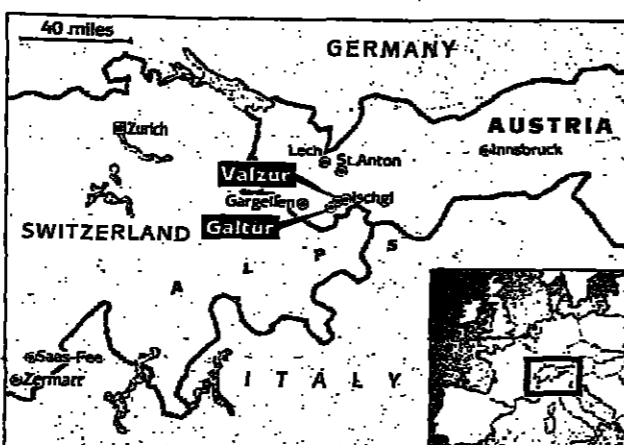 40 miles
GERMANY
Zurich
AUSTRIA
Innsbruck
Lech
St.Anton
Valzur
Ischgl
Gargellen
SWITZERLAND
Galtur
A L P S
Saas-Fee
Zermatt
I T A L Y